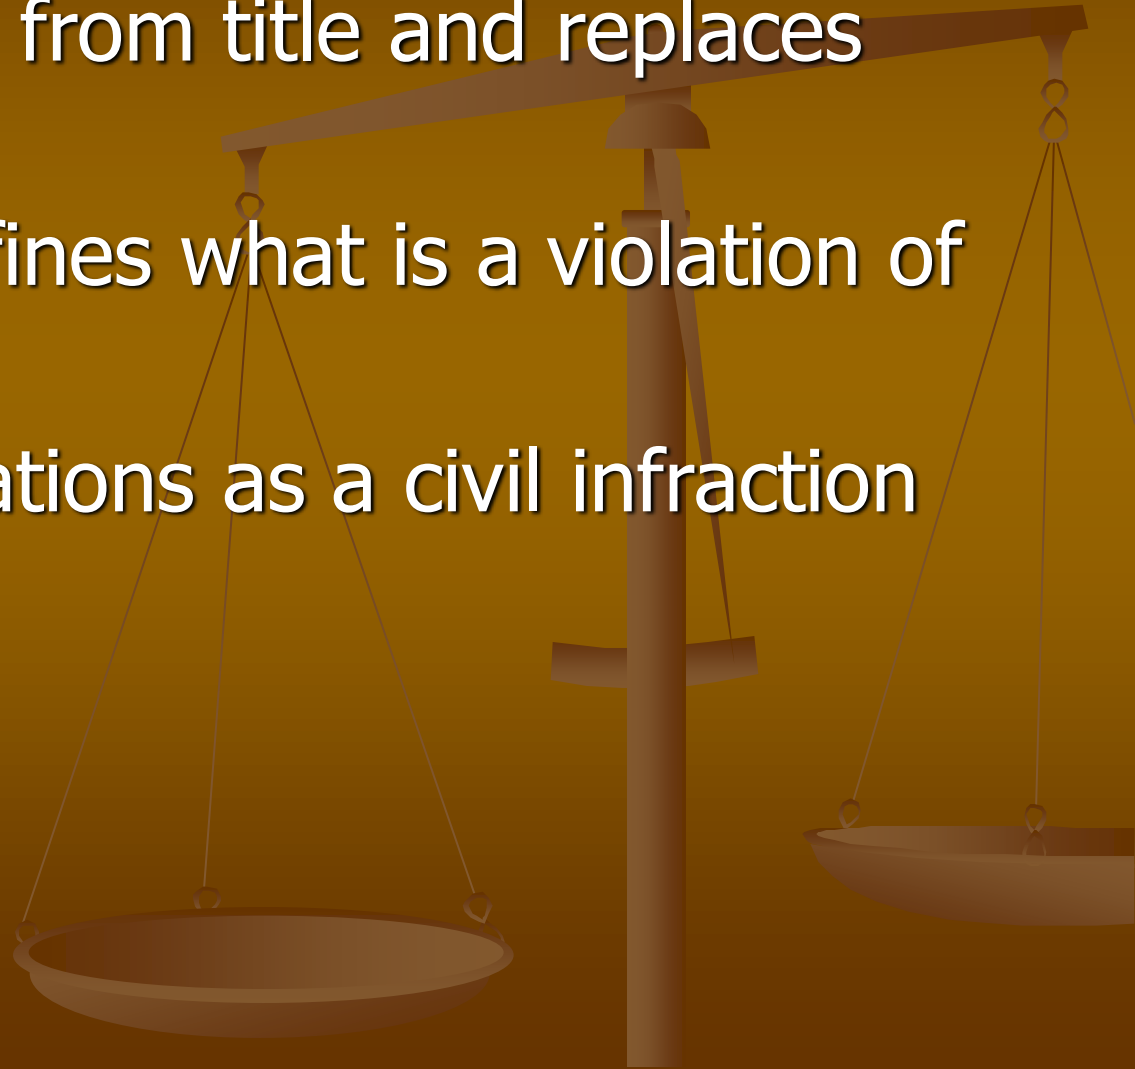 from title and replaces
fines what is a violation of
ations as a civil infraction